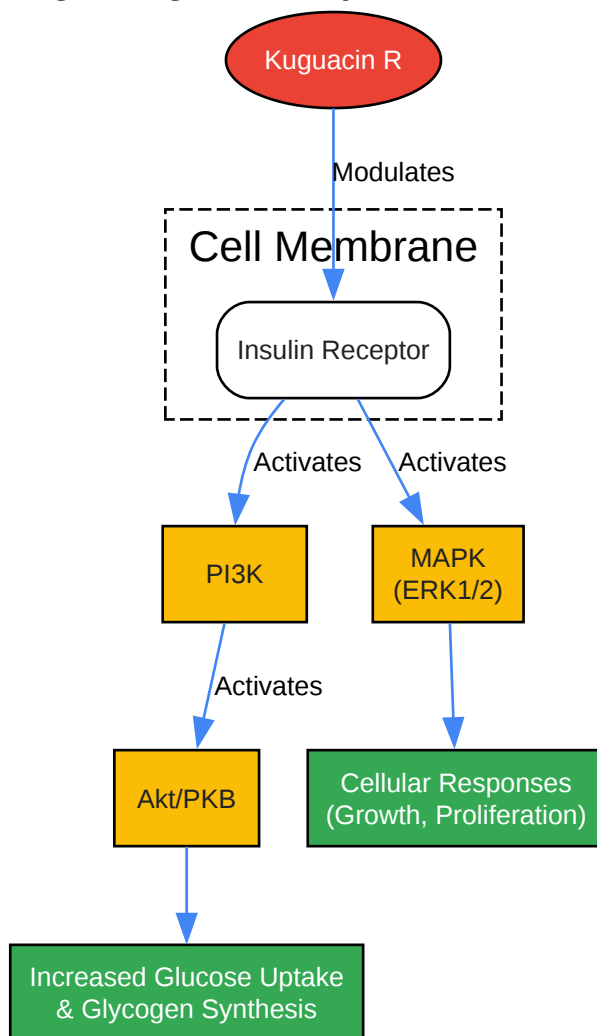 Kuguacin R
Modulates
Cell Membrane
Insulin Receptor
Activates
Activates
PI3K
MAPK
(ERK1/2)
Activates
Akt/PKB
Cellular Responses
(Growth, Proliferation)
Increased Glucose Uptake
& Glycogen Synthesis